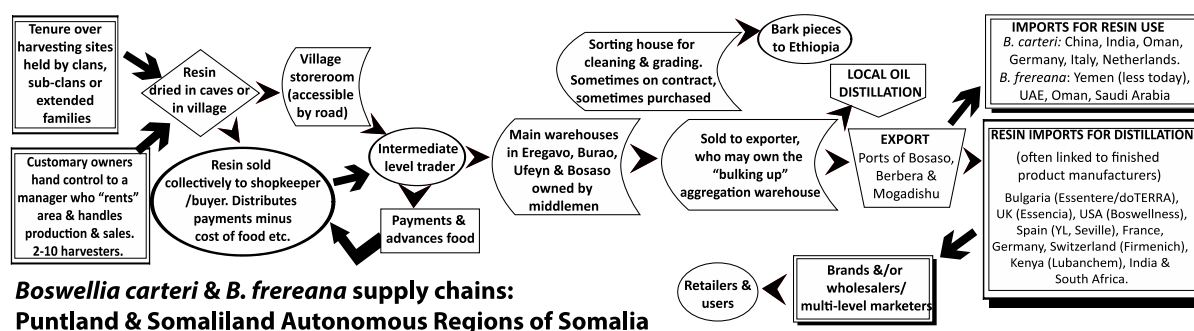 Tenure over
harvesting sites
held by clans,
sub-clans or
extended
families
Customary owners
hand control to a
manager who "rents"
area & handles
production & sales.
2-10 harvesters.
Resin
dried in caves or
in village
Village
storeroom
(accessible
by road)
Resin sold
collectively to shopkeeper
/buyer. Distributes
payments minus
cost of food etc.
Intermediate
level trader
Payments &
advances food
Main warehouses
in Eregavo, Burao,
Ufeyn & Bosaso
owned by
middlemen
Sorting house for
cleaning & grading.
Sometimes on contract,
sometimes purchased
Bark pieces
to Ethiopia
Sold to exporter,
who may own the
"bulking up"
aggregation warehouse
LOCAL OIL
DISTILLATION
EXPORT
Ports of Bosaso,
Berbera &
Mogadishu
IMPORTS FOR RESIN USE
B. carteri: China, India, Oman,
Germany, Italy, Netherlands.
B. frereana: Yemen (less today),
UAE, Oman, Saudi Arabia
RESIN IMPORTS FOR DISTILLATION
(often linked to finished
product manufacturers)
Bulgaria (Essentere/doTERRA),
UK (Essencia), USA (Boswellness),
Spain (YL, Seville), France,
Germany, Switzerland (Firmenich),
Kenya (Lubanchem), India &
South Africa.
Brands &/or
wholesalers/
multi-level marketers
Retailers &
users
Boswellia carteri & B. frereana supply chains:
Puntland & Somaliland Autonomous Regions of Somalia